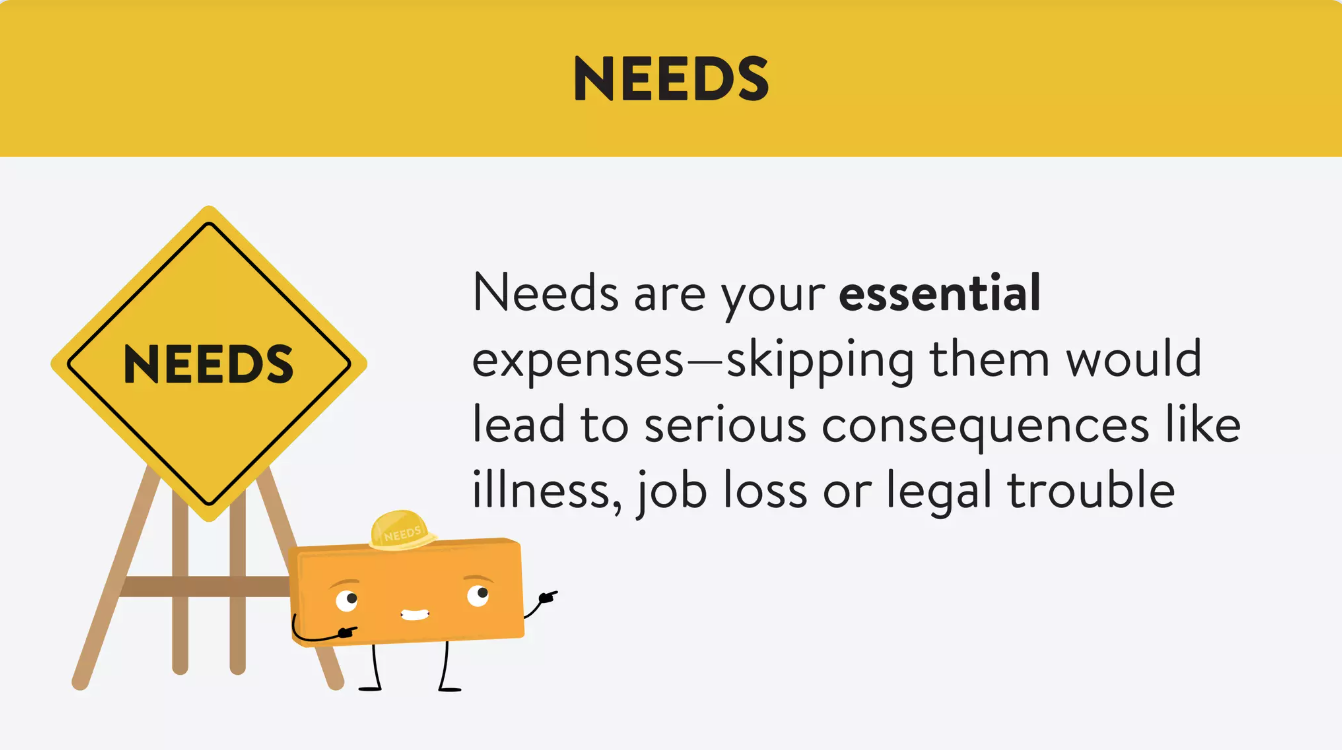 NEEDS
NEEDS
Needs are your essential
expenses—skipping them would
lead to serious consequences like
illness, job loss or legal trouble
NEEDS